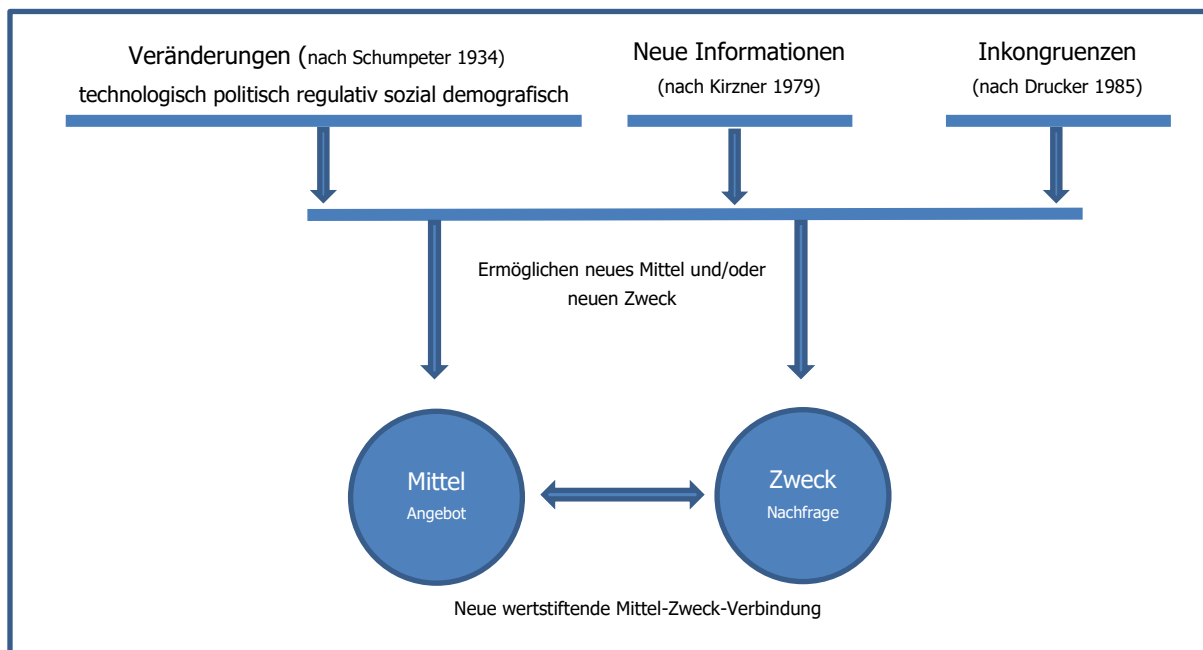 Veränderungen (nach Schumpeter 1934)
technologisch politisch regulativ sozial demografisch
Neue Informationen
(nach Kirzner 1979)
Inkongruenzen
(nach Drucker 1985)
Ermöglichen neues Mittel und/oder
neuen Zweck
Mittel
Angebot
Zweck
Nachfrage
Neue wertstiftende Mittel-Zweck-Verbindung